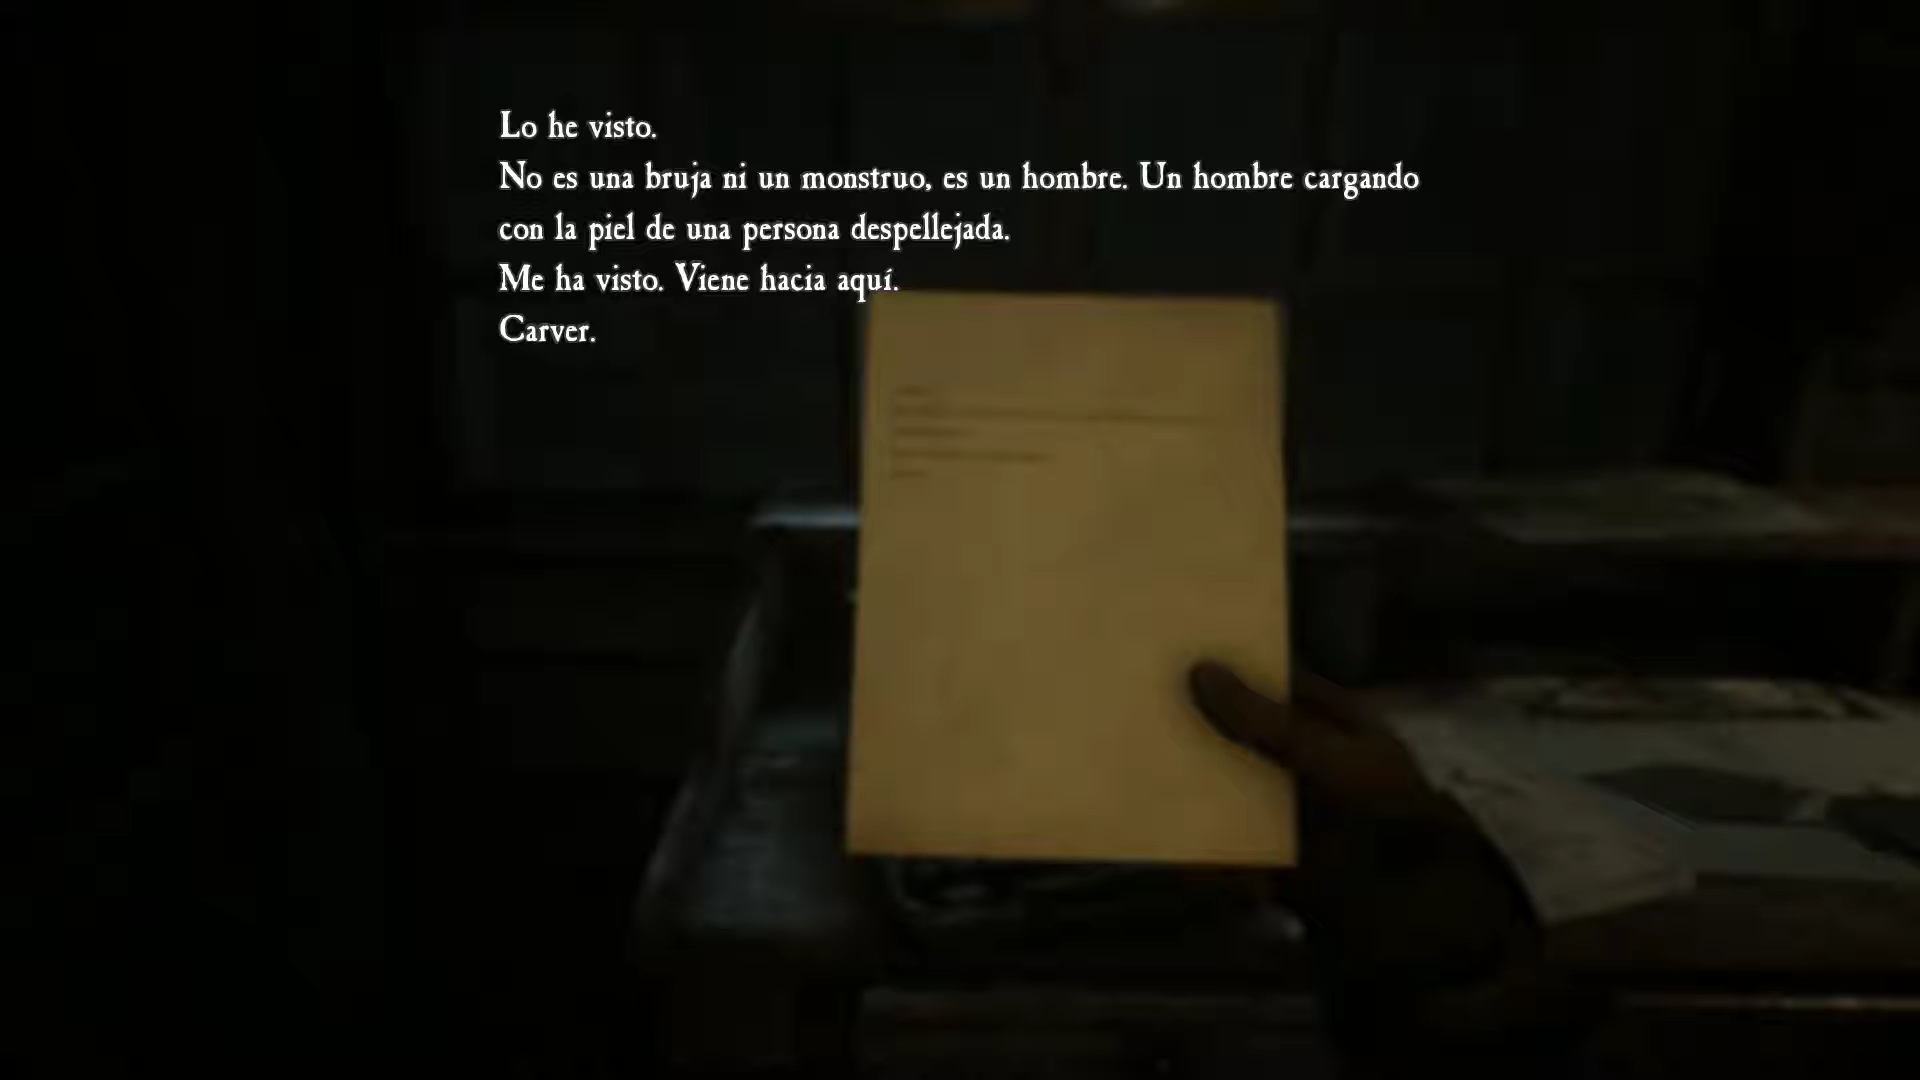 Lo he visto.
No es una bruja ni un monstruo, es un hombre. Un hombre cargando
con la piel de una persona despellejada.
Me ha visto. Viene hacia aquí.
Carver.